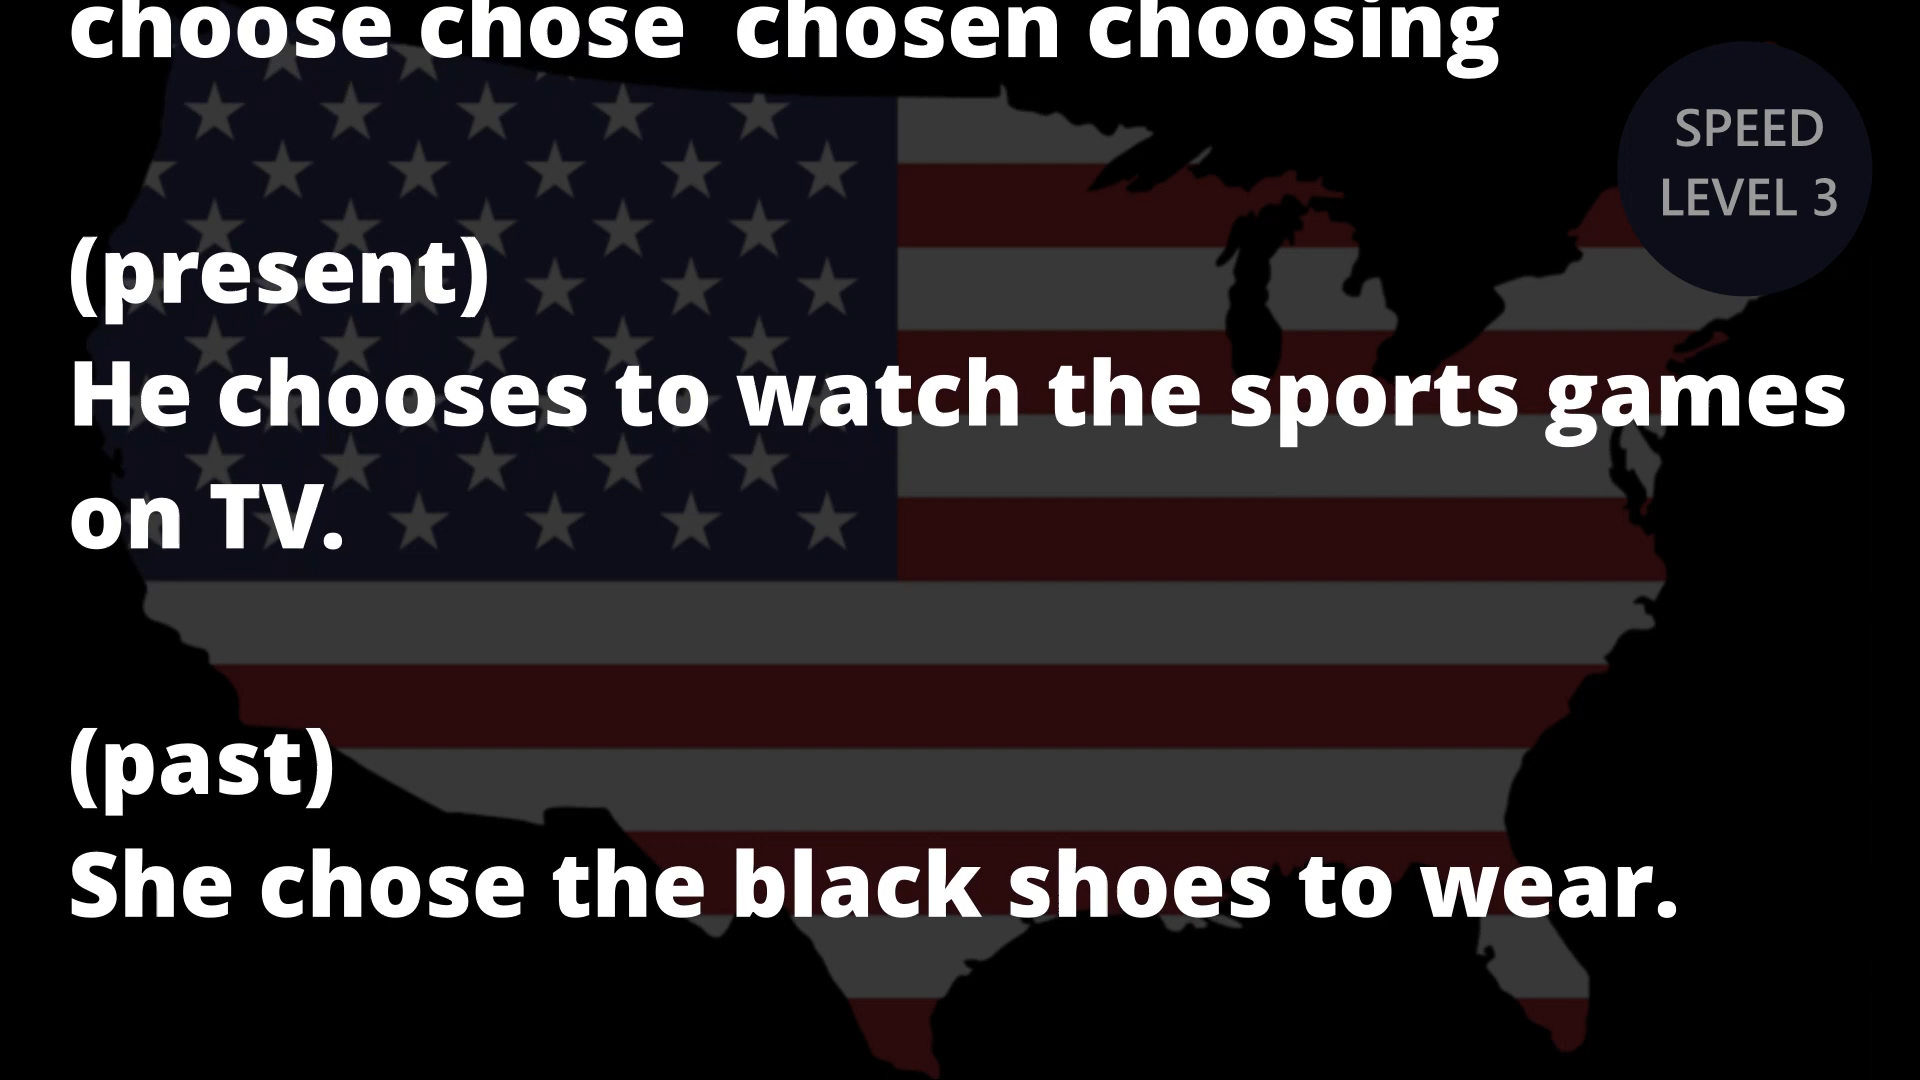 choose chose  chosen choosing
SPEED
LEVEL 3
(present)
He chooses to watch the sports games
on TV.
(past)
She chose the black shoes to wear.